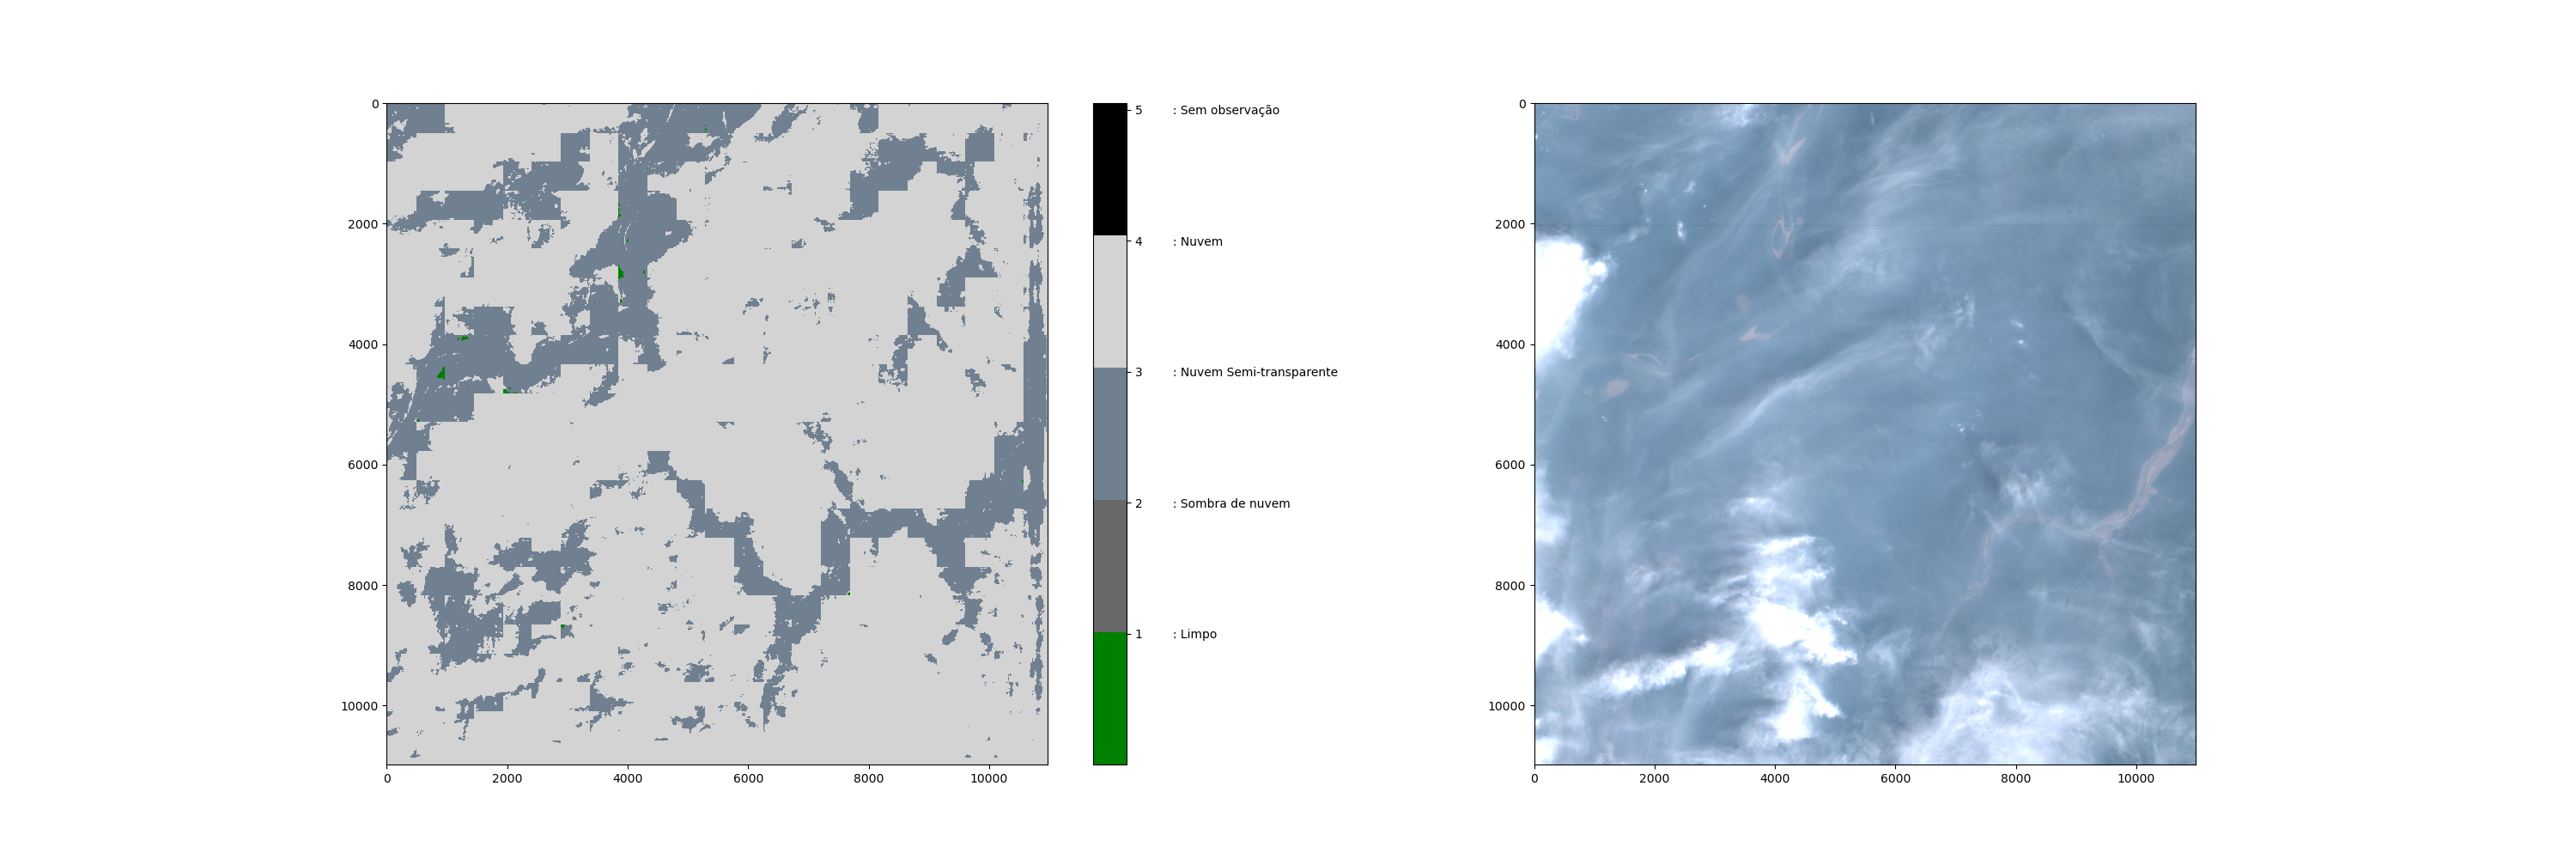 0
2000
4000
6000
8000
10000
0 2000 4000 6000 8000 10000
5 : Sem observação
4 : Nuvem
3 : Nuvem Semi-transparente
2 : Sombra de nuvem
1 : Limpo
0
2000
4000
6000
8000
10000
0 2000 4000 6000 8000 10000